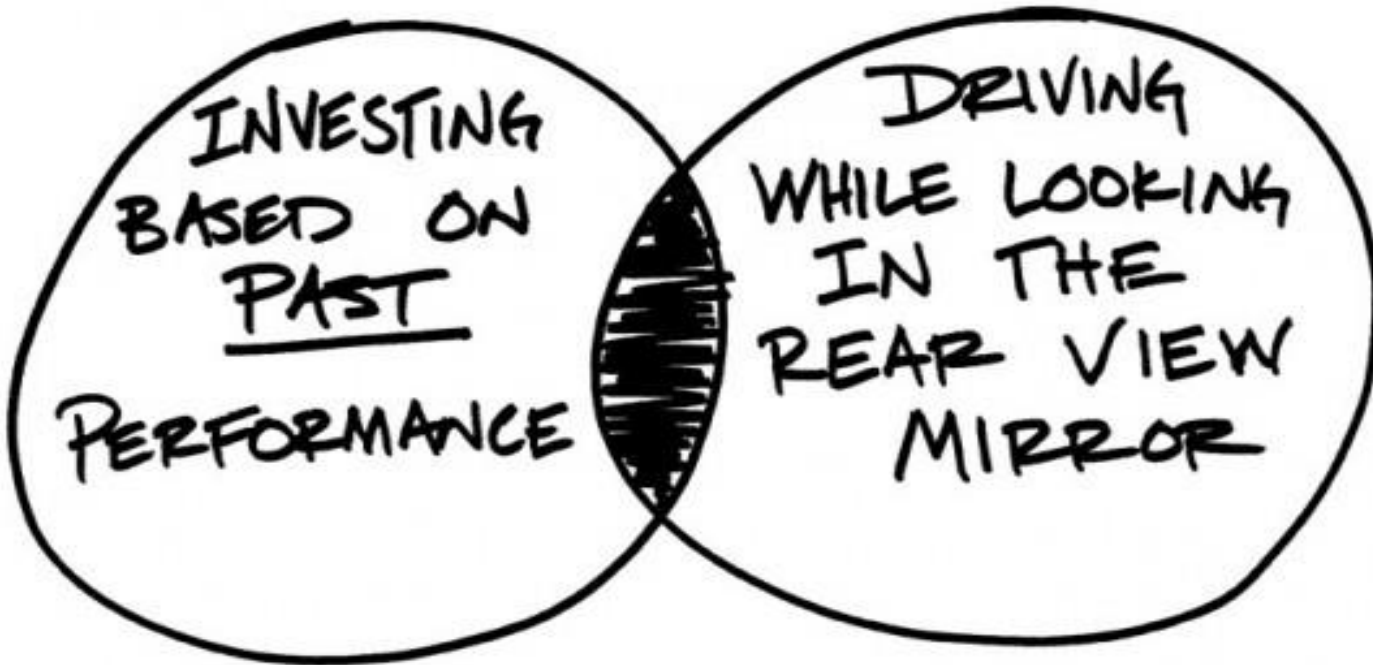 INVESTING
BASED ON
PAST
PERFORMANCE
DRIVING
WHILE LOOKING
IN THE
REAR VIEW
MIRROR